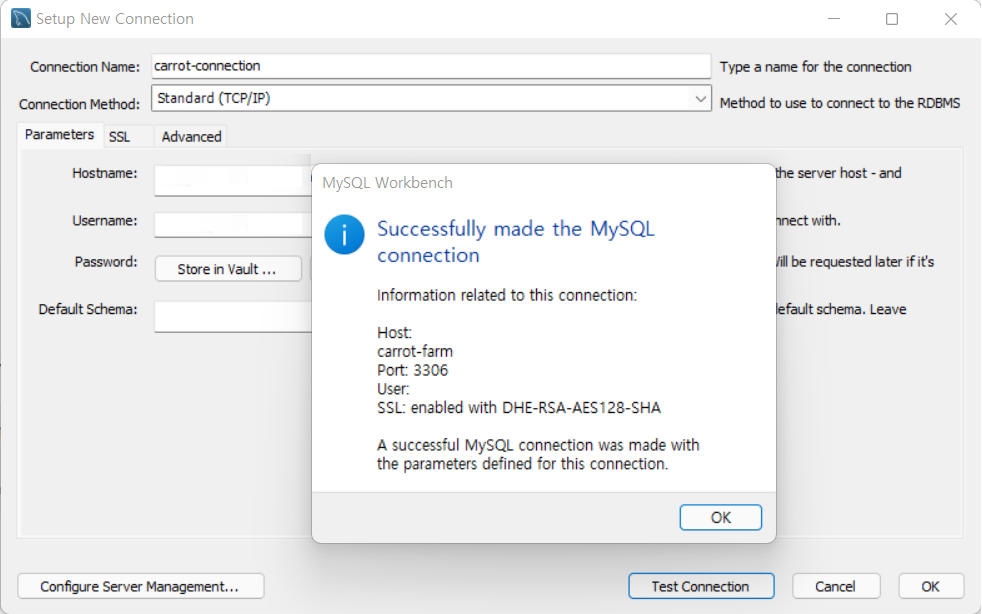 Setup New Connection
Connection Name:
carrot-connection
Type a name for the connection
Connection Method:
Standard (TCP/IP)
Method to use to connect to the RDBMS
Parameters
SSL
Advanced
Hostname:
the server host - and
MySQL Workbench
Username:
nnect with.
Successfully made the MySQL
connection
Password:
Store in Vault ...
ill be requested later if it's
Information related to this connection:
Default Schema:
default schema. Leave
Host:
carrot-farm
Port: 3306
User:
SSL: enabled with DHE-RSA-AES128-SHA
A successful MySQL connection was made with
the parameters defined for this connection.
OK
Configure Server Management...
Test Connection
Cancel
OK